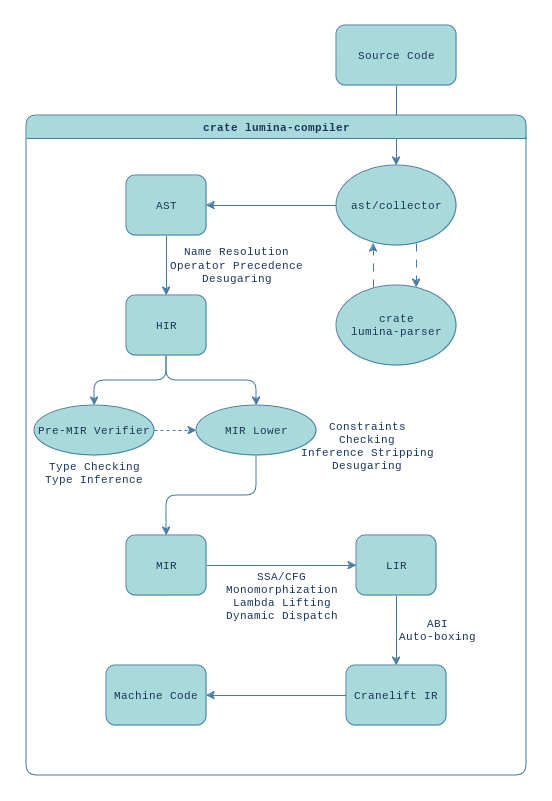 Source Code
crate lumina-compiler
AST
ast/collector
Name Resolution
Operator Precedence
Desugaring
HIR
crate
lumina-parser
Pre-MIR Verifier
MIR Lower
Constraints
Checking
Inference Stripping
Desugaring
Type Checking
Type Inference
MIR
LIR
SSA/CFG
Monomorphization
Lambda Lifting
Dynamic Dispatch
ABI
Auto-boxing
Machine Code
Cranelift IR